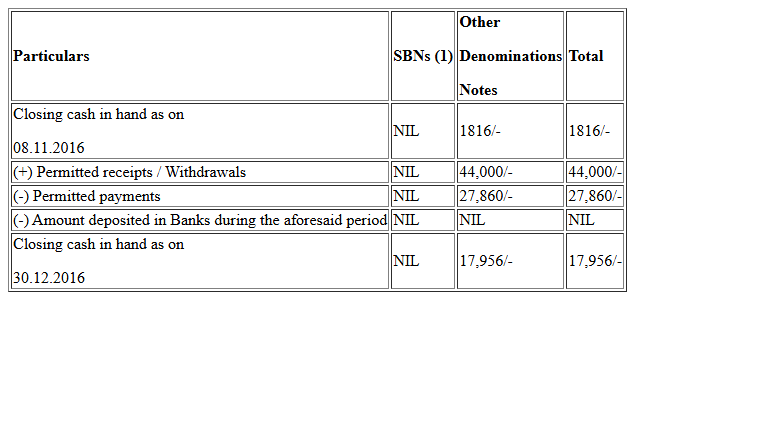 Particulars SBNs (1) Other Denominations Notes Total
Closing cash in hand as on
08.11.2016 NIL 1816/- 1816/-
(+) Permitted receipts / Withdrawals NIL 44,000/- 44,000/-
(-) Permitted payments NIL 27,860/- 27,860/-
(-) Amount deposited in Banks during the aforesaid period NIL NIL NIL
Closing cash in hand as on
30.12.2016 NIL 17,956/- 17,956/-